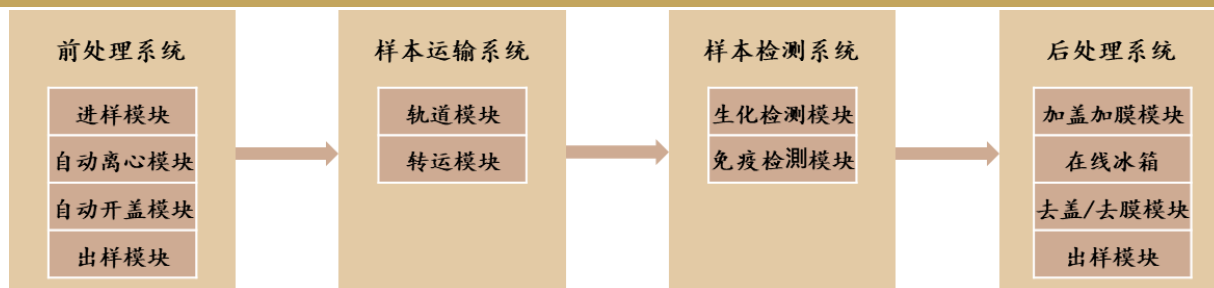 前处理系统
进样模块
自动离心模块
自动开盖模块
出样模块
样本运输系统
轨道模块
转运模块
样本检测系统
生化检测模块
免疫检測模块
后处理系统
加盖加膜模块
在线冰箱
去盖/去膜模块
出样模块